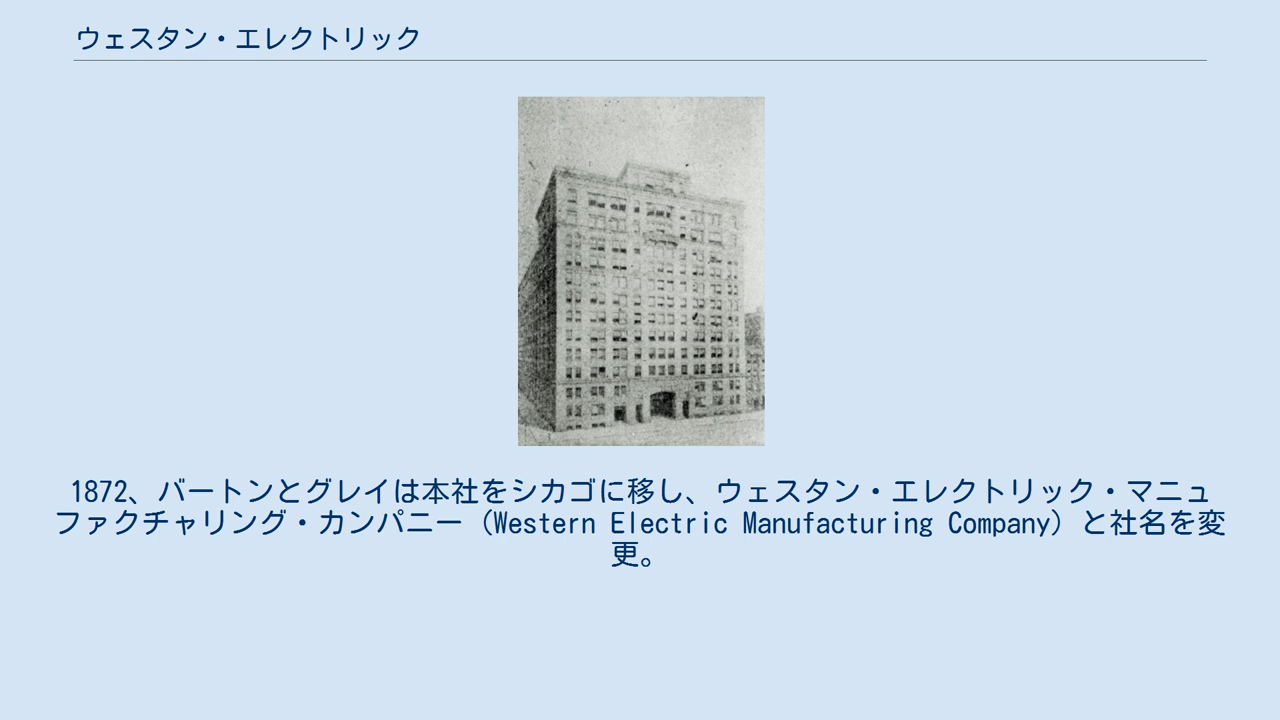 ウェスタン・エレクトリック
1872、バートンとグレイは本社をシカゴに移し、ウェスタン・エレクトリック・マニュ
ファクチャリング・カンパニー（Western Electric Manufacturing Company）と社名を変
更。